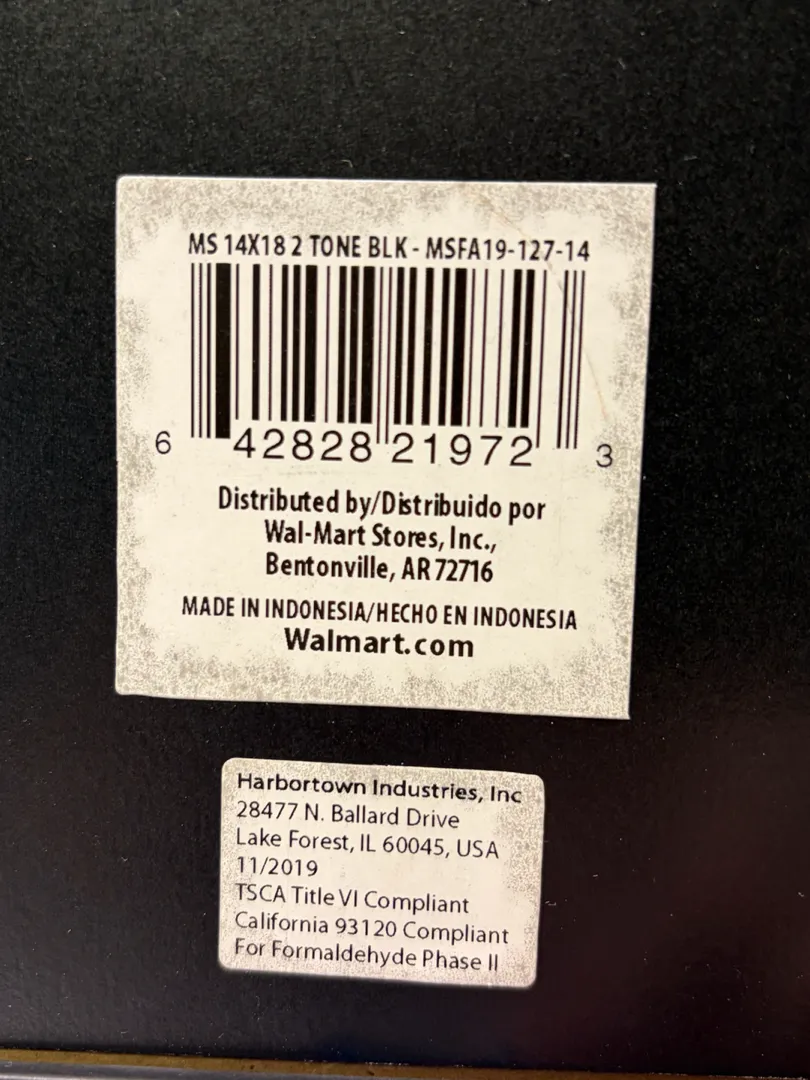 MS 14X18 2 TONE BLK - MSFA19-127-14
6 42828 21972 3
Distributed by/Distribuido por
Wal-Mart Stores, Inc.,
Bentonville, AR 72716
MADE IN INDONESIA/HECHO EN INDONESIA
Walmart.com
Harbortown Industries, Inc
28477 N. Ballard Drive
Lake Forest, IL 60045, USA
11/2019
TSCA Title VI Compliant
California 93120 Compliant
For Formaldehyde Phase II